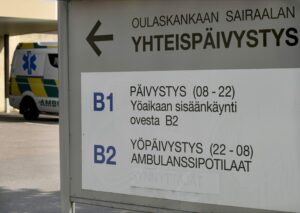 OULASKANKAAN SAIRAALAN
YHTEISPÄIVYSTYS
B1 PÄIVYSTYS (08 - 22)
Yöaikaan sisäänkäynti
ovesta B2
B2 YÖPÄIVYSTYS (22 - 08)
AMBULANSSIPOTILAAT